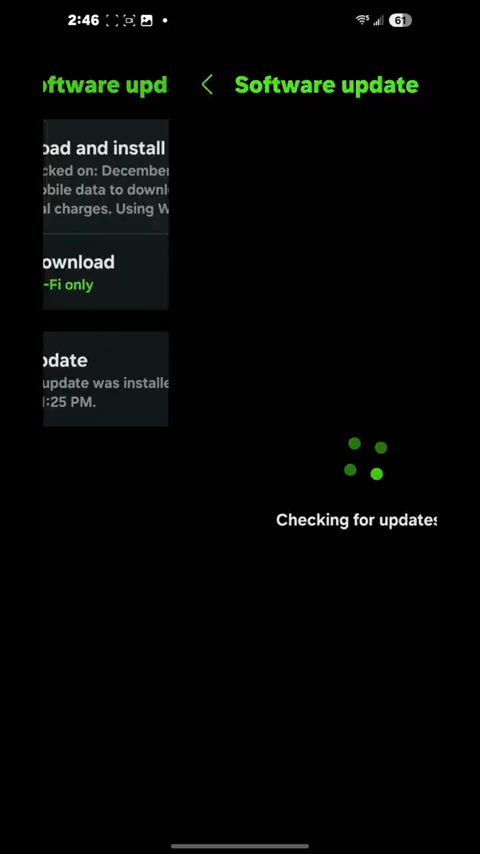 2:46
61
oftware upd
Software update
oad and install
cked on: December
obile data to downl
al charges. Using W
ownload
-Fi only
pdate
update was installe
:25 PM.
Checking for updates